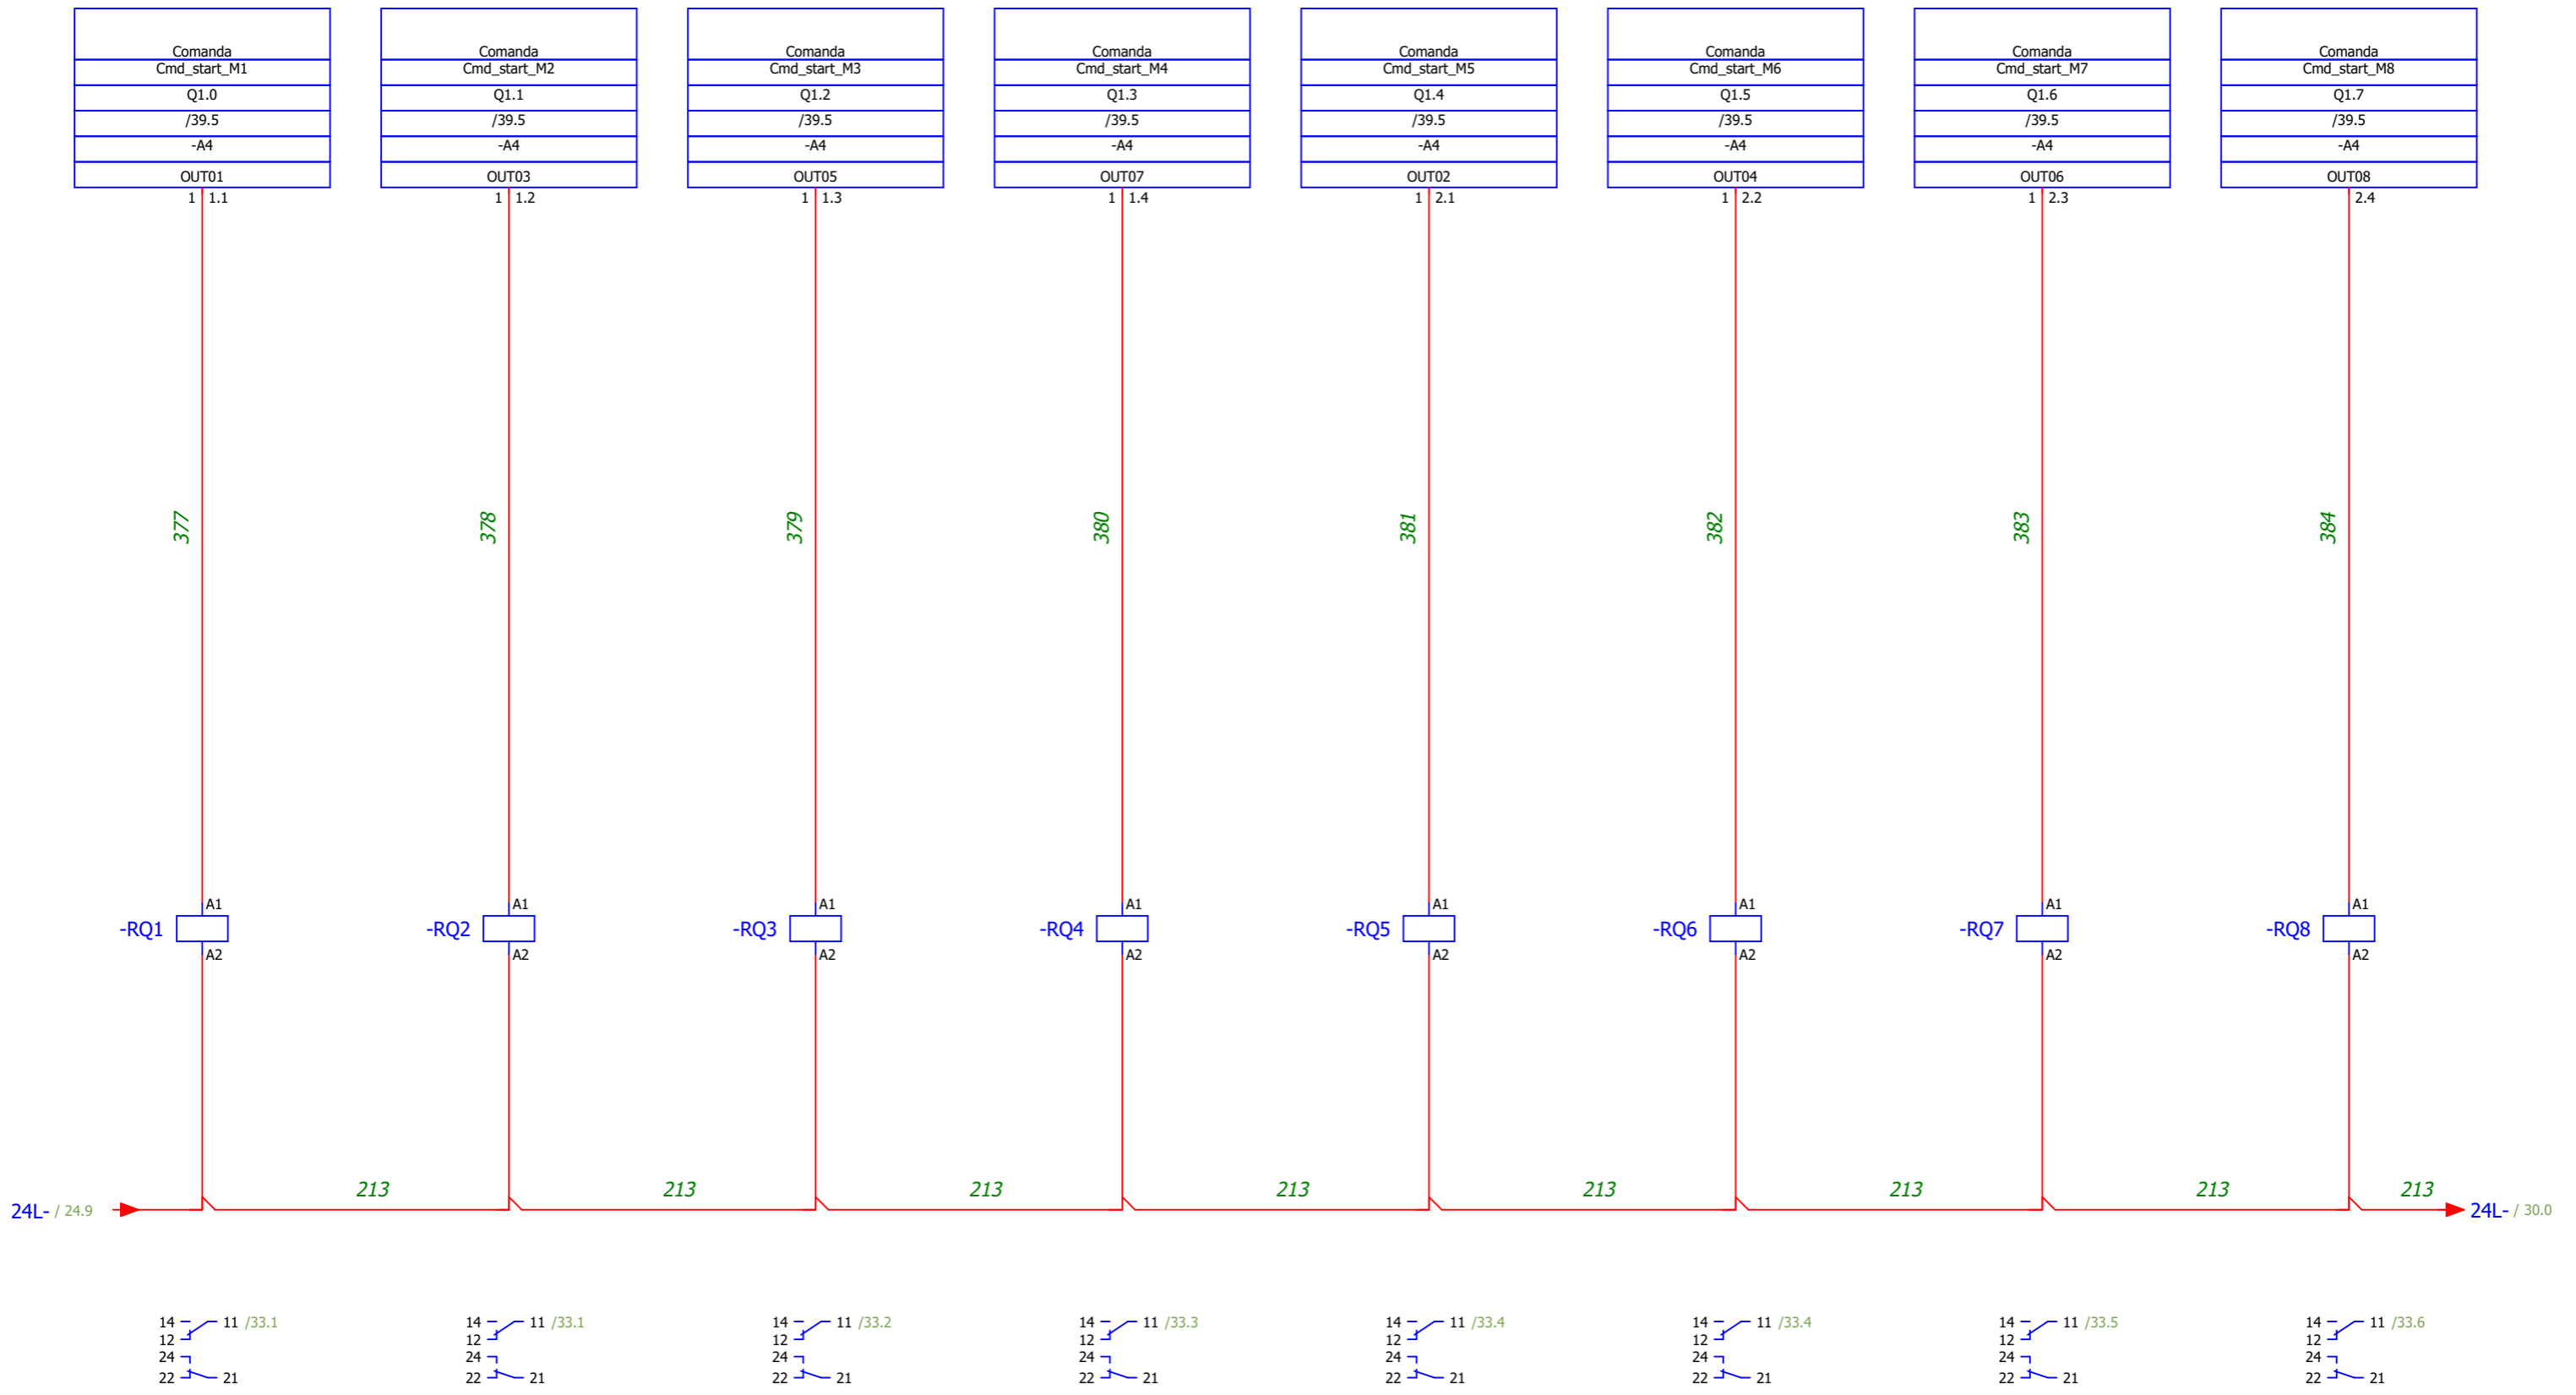 Comanda Comanda Comanda Comanda Comanda Comanda Comanda Comanda
Cmd_start_M1 Cmd_start_M2 Cmd_start_M3 Cmd_start_M4 Cmd_start_M5 Cmd_start_M6 Cmd_start_M7 Cmd_start_M8
Q1.0 Q1.1 Q1.2 Q1.3 Q1.4 Q1.5 Q1.6 Q1.7
/39.5 /39.5 /39.5 /39.5 /39.5 /39.5 /39.5 /39.5
-A4 -A4 -A4 -A4 -A4 -A4 -A4 -A4
OUT01 OUT03 OUT05 OUT07 OUT02 OUT04 OUT06 OUT08
1 1.1 1 1.2 1 1.3 1 1.4 1 2.1 1 2.2 1 2.3 2.4
377 378 379 380 381 382 383 384
A1 A1 A1 A1 A1 A1 A1 A1
-RQ1 -RQ2 -RQ3 -RQ4 -RQ5 -RQ6 -RQ7 -RQ8
A2 A2 A2 A2 A2 A2 A2 A2
213 213 213 213 213 213 213 213
24L- / 24.9 24L- / 30.0
14 11 /33.1 14 11 /33.1 14 11 /33.2 14 11 /33.3 14 11 /33.4 14 11 /33.4 14 11 /33.5 14 11 /33.6
12 12 12 12 12 12 12 12
24 24 24 24 24 24 24 24
22 21 22 21 22 21 22 21 22 21 22 21 22 21 22 21